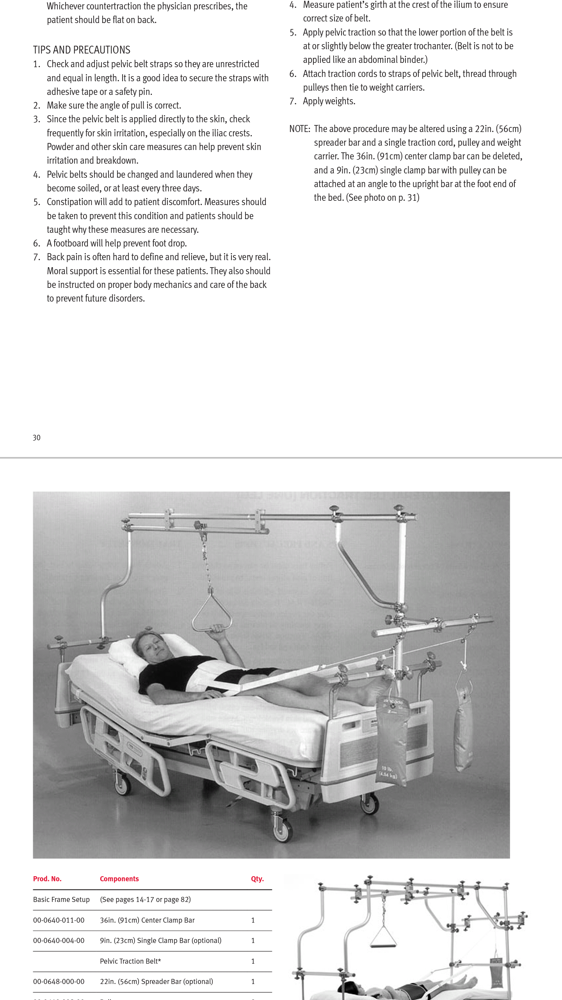 Whichever countertraction the physician prescribes, the
patient should be flat on back.
TIPS AND PRECAUTIONS
1. Check and adjust pelvic belt straps so they are unrestricted
and equal in length. It is a good idea to secure the straps with
adhesive tape or a safety pin.
2. Make sure the angle of pull is correct.
3. Since the pelvic belt is applied directly to the skin, check
frequently for skin irritation, especially on the iliac crests.
Powder and other skin care measures can help prevent skin
irritation and breakdown.
4. Pelvic belts should be changed and laundered when they
become soiled, or at least every three days.
5. Constipation will add to patient discomfort. Measures should
be taken to prevent this condition and patients should be
taught why these measures are necessary.
6. A footboard will help prevent foot drop.
7. Back pain is often hard to define and relieve, but it is very real.
Moral support is essential for these patients. They also should
be instructed on proper body mechanics and care of the back
to prevent future disorders.
4. Measure patient’s girth at the crest of the ilium to ensure
correct size of belt.
5. Apply pelvic traction so that the lower portion of the belt is
at or slightly below the greater trochanter. (Belt is not to be
applied like an abdominal binder.)
6. Attach traction cords to straps of pelvic belt, thread through
pulleys then tie to weight carriers.
7. Apply weights.
NOTE: The above procedure may be altered using a 22in. (56cm)
spreader bar and a single traction cord, pulley and weight
carrier. The 36in. (91cm) center clamp bar can be deleted,
and a 9in. (23cm) single clamp bar with pulley can be
attached at an angle to the upright bar at the foot end of
the bed. (See photo on p. 31)
30
10 lb.
(4.54 kg)
Prod. No. Components Qty.
Basic Frame Setup (See pages 14-17 or page 82)
00-0640-011-00 36in. (91cm) Center Clamp Bar 1
00-0640-004-00 9in. (23cm) Single Clamp Bar (optional) 1
Pelvic Traction Belt* 1
00-0648-000-00 22in. (56cm) Spreader Bar (optional) 1